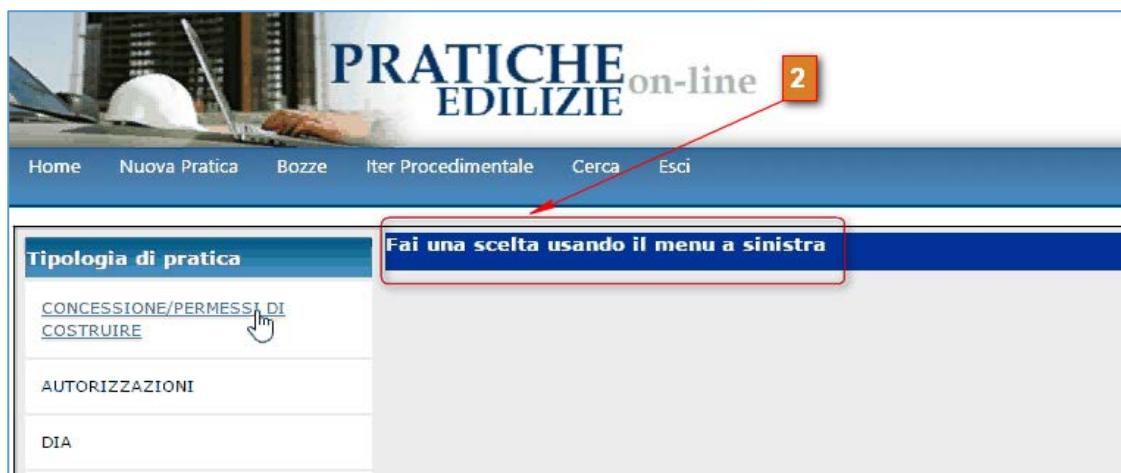 PRATICHE
EDILIZIE on-line
2
Home Nuova Pratica Bozze Iter Procedimentale Cerca Esci
Tipologia di pratica
Fai una scelta usando il menu a sinistra
CONCESSIONE/PERMESSI DI
COSTRUIRE
AUTORIZZAZIONI
DIA